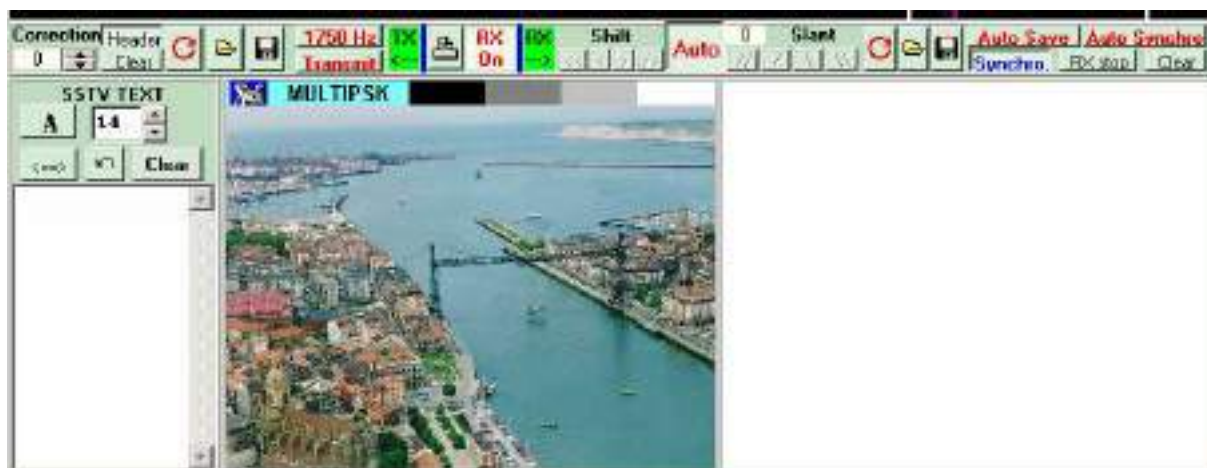 Correction Header 1750 Hz TX RX RX Shift 0 Slant Auto Save Auto Synchro
0 Clear Transmit <--- On ---> Auto Synchro. RX stop Clear
SSTV TEXT MULTIPSK
A 14
<==> Clear